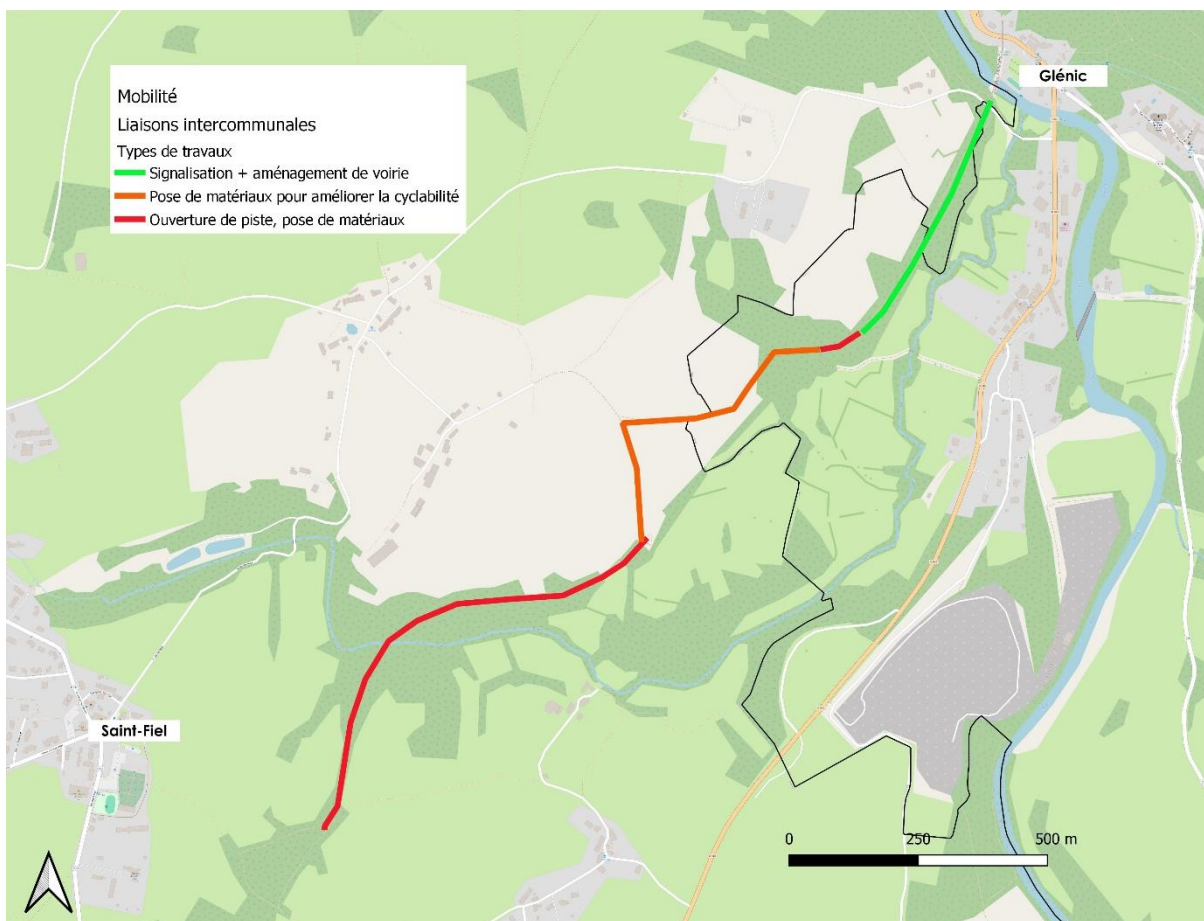 Glénic
Mobilité
Liaisons intercommunales
Types de travaux
Signalisation + aménagement de voirie
Pose de matériaux pour améliorer la cyclabilité
Ouverture de piste, pose de matériaux
Saint-Fiel
0 250 500 m